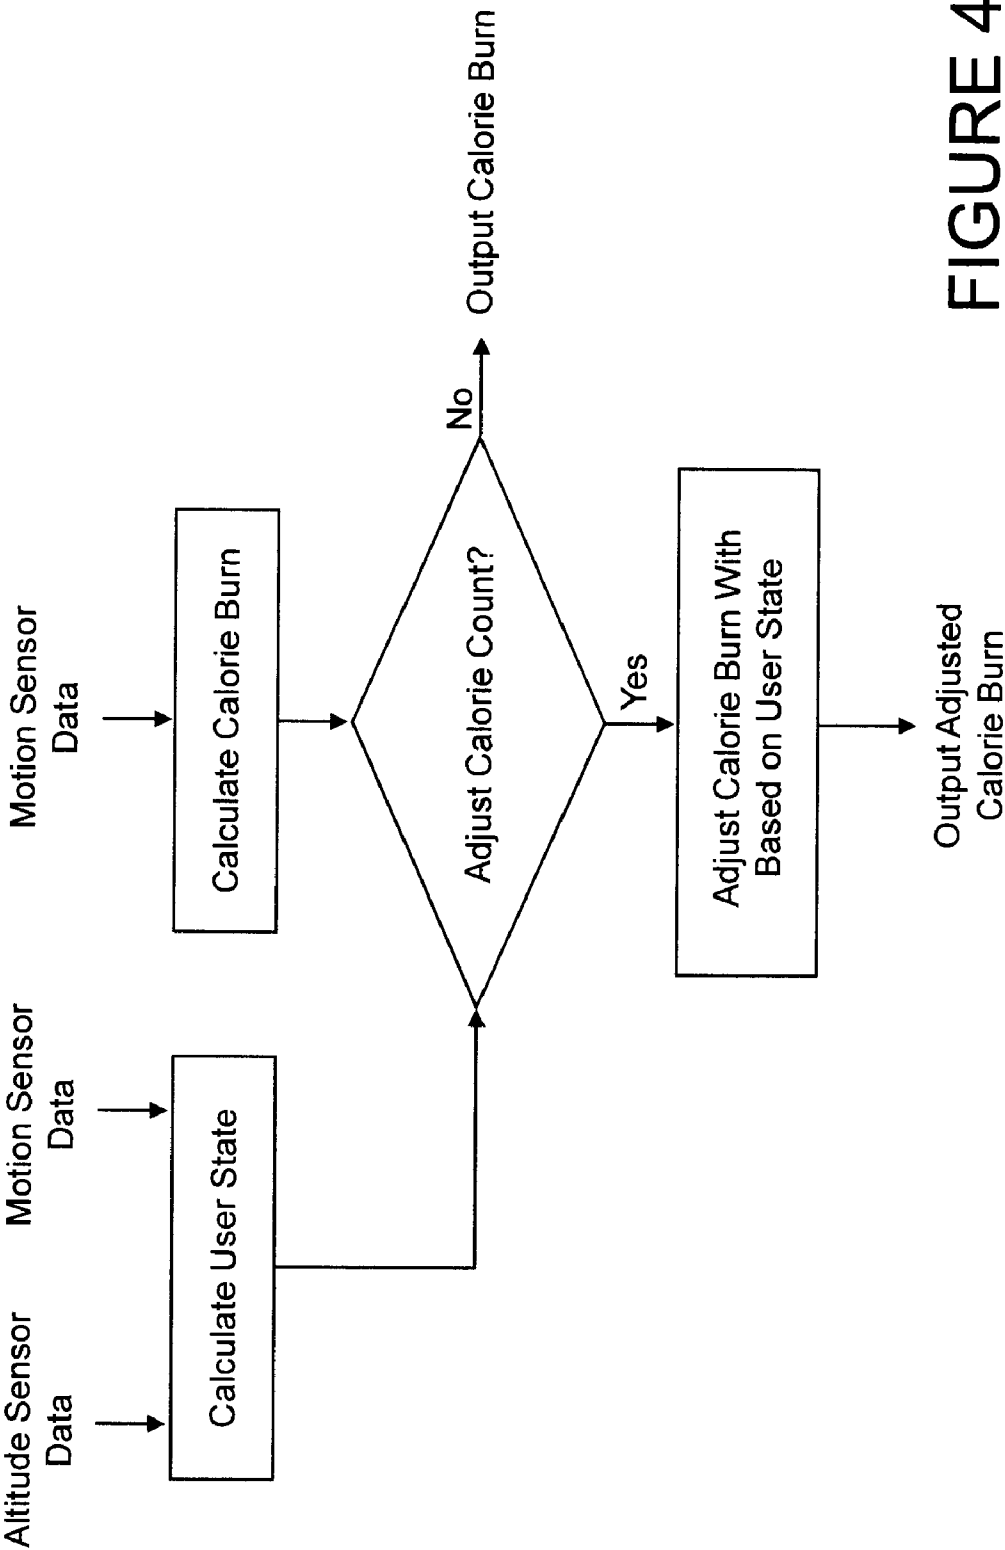 Altitude Sensor
Data
Motion Sensor
Data
Motion Sensor
Data
Calculate User State
Calculate Calorie Burn
Adjust Calorie Count?
No
Output Calorie Burn
Yes
Adjust Calorie Burn With
Based on User State
Output Adjusted
Calorie Burn
FIGURE 4